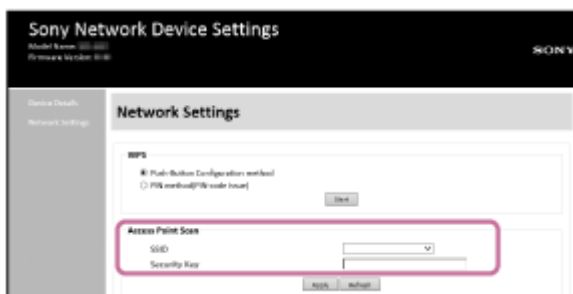 Sony Network Device Settings
Model Name
SONY
Firmware Version
Device Details
Network Settings
Network Settings
WPS
Push-Button Configuration method
PIN method(PIN code issue)
Start
Access Point Scan
SSID
Security Key
Apply Refresh